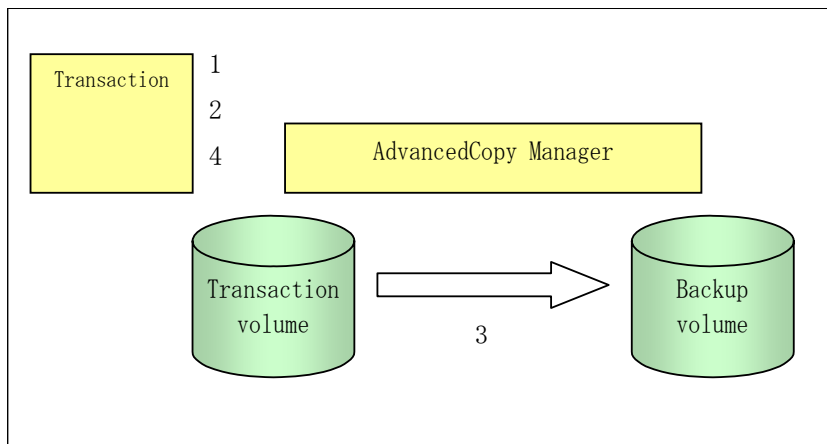 Transaction
1
2
4
AdvancedCopy Manager
Transaction
volume
3
Backup
volume